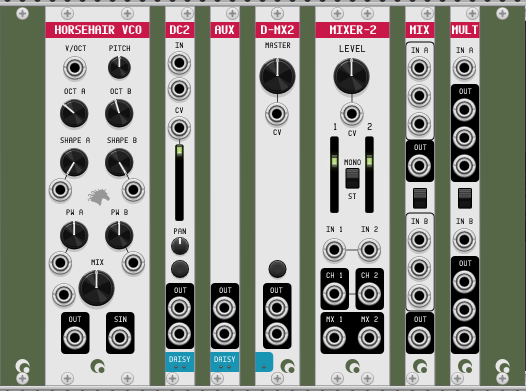 HORSEHAIR VCO
V/OCT PITCH
OCT A OCT B
SHAPE A SHAPE B
PW A PW B
MIX
OUT SIN
DC2
IN
CV
PAN
OUT
DAISY
AUX
OUT
DAISY
D-MX2
MASTER
CV
OUT
MIXER-2
LEVEL
CV
1 2
MONO
ST
IN 1 IN 2
CH 1 CH 2
MX 1 MX 2
MIX
IN A
OUT
IN B
OUT
MULT
IN A
OUT
IN B
OUT